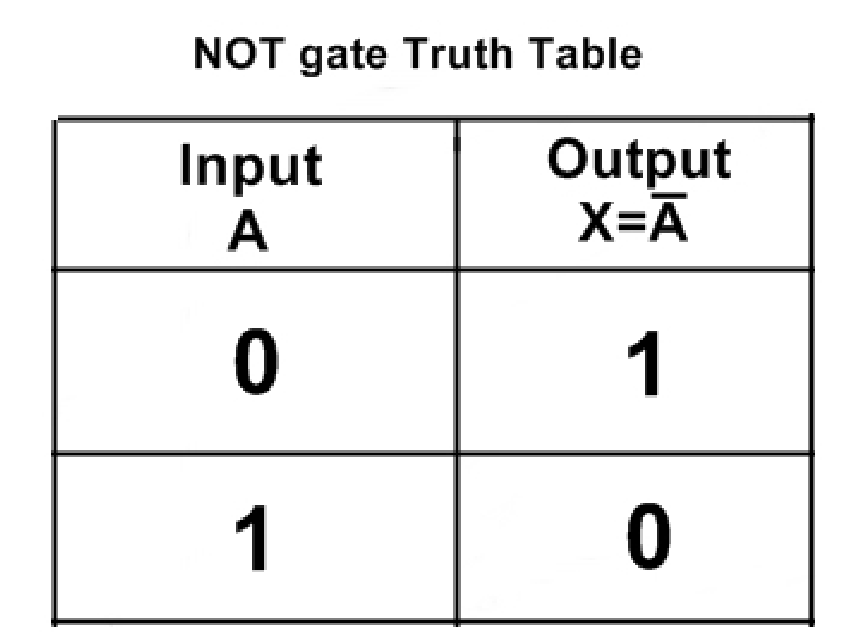 NOT gate Truth Table
Input
A
Output
X=A̅
0
1
1
0